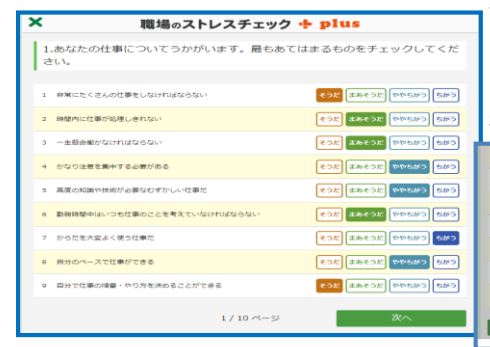 ×
職場のストレスチェック + plus
1.あなたの仕事についてうかがいます。最もあてはまるものをチェックしてくだ
さい。
1 非常にたくさんの仕事をしなければならない そうだ まあそうだ ややちがう ちがう
2 時間内に仕事が処理しきれない そうだ まあそうだ ややちがう ちがう
3 一生懸命働かなければならない そうだ まあそうだ ややちがう ちがう
4 かなり注意を集中する必要がある そうだ まあそうだ ややちがう ちがう
5 高度の知識や技術が必要なむずかしい仕事だ そうだ まあそうだ ややちがう ちがう
6 勤務時間中はいつも仕事のことを考えていなければならない そうだ まあそうだ ややちがう ちがう
7 からだを大変よく使う仕事だ そうだ まあそうだ ややちがう ちがう
8 自分のペースで仕事ができる そうだ まあそうだ ややちがう ちがう
9 自分で仕事の順番・やり方を決めることができる そうだ まあそうだ ややちがう ちがう
1 / 10 ページ 次へ